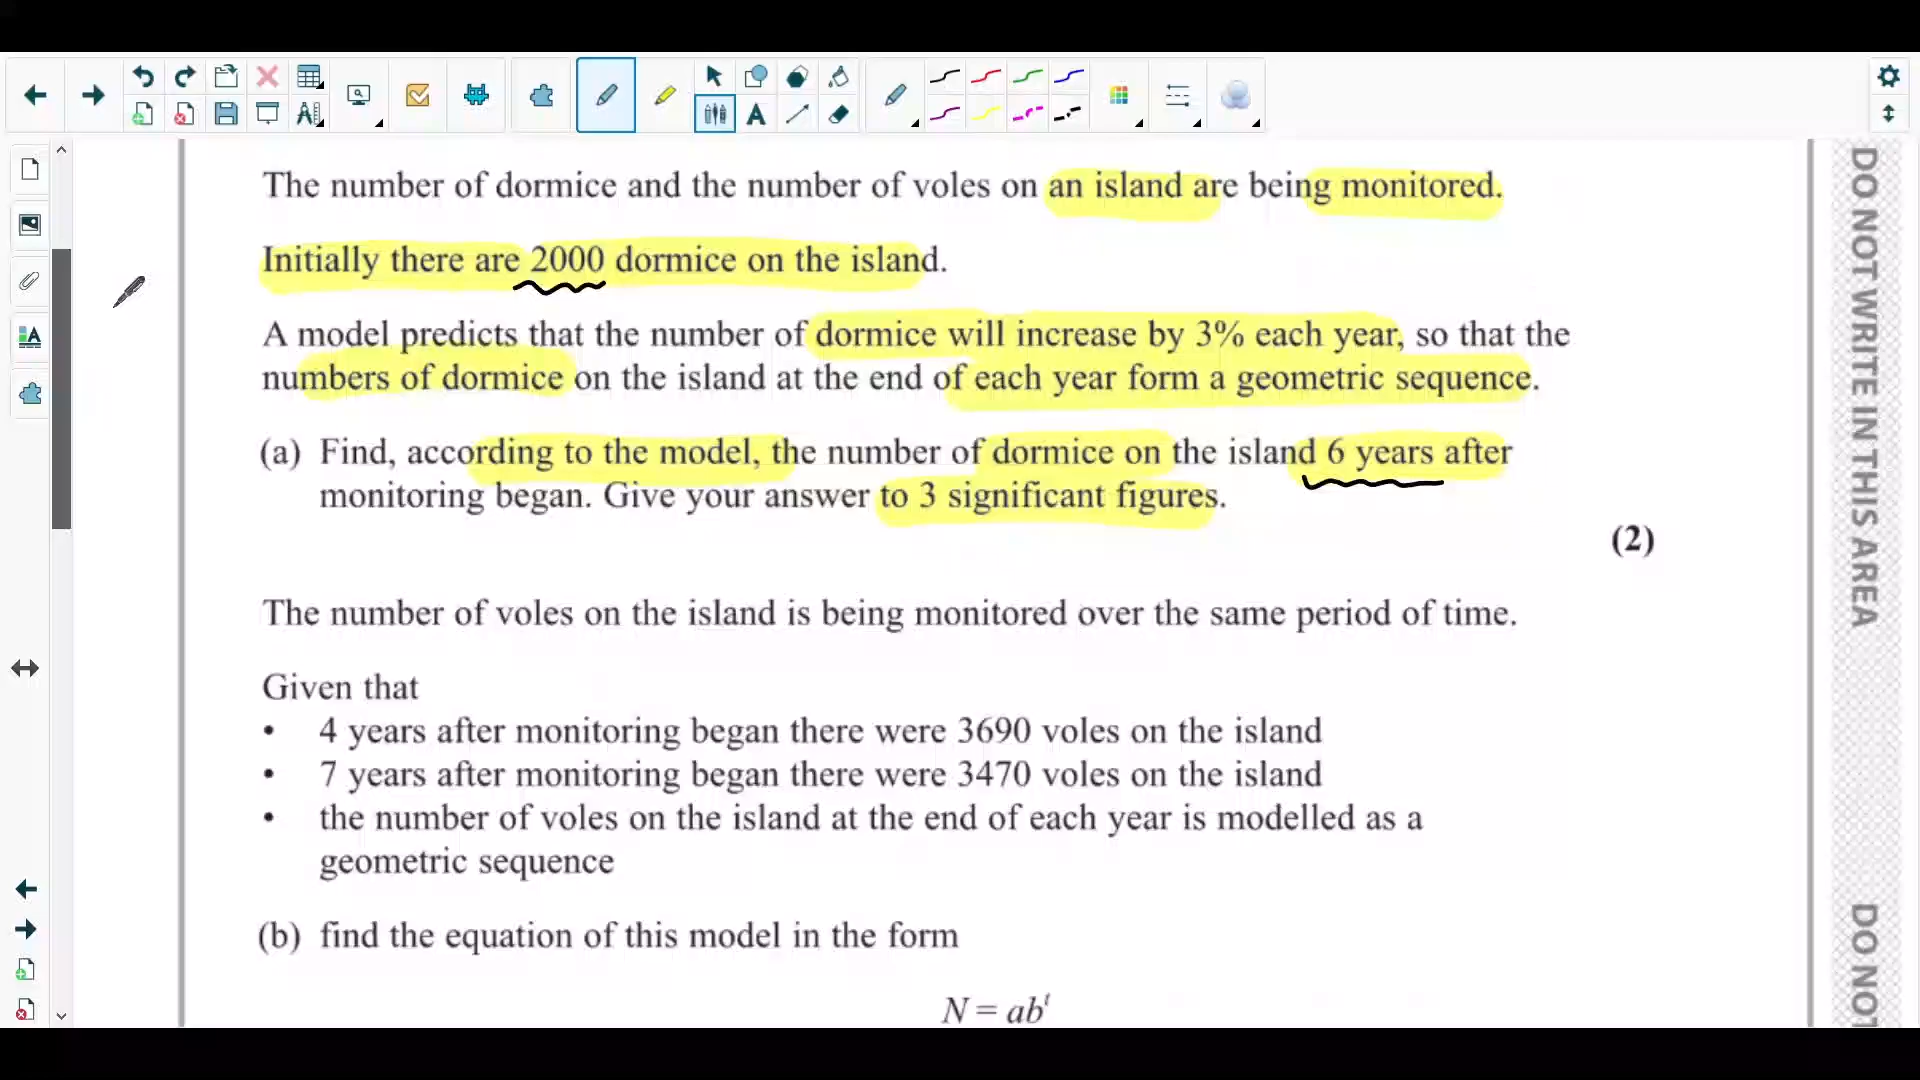 The number of dormice and the number of voles on an island are being monitored.
Initially there are 2000 dormice on the island.
A model predicts that the number of dormice will increase by 3% each year, so that the
numbers of dormice on the island at the end of each year form a geometric sequence.
(a) Find, according to the model, the number of dormice on the island 6 years after
monitoring began. Give your answer to 3 significant figures.
(2)
The number of voles on the island is being monitored over the same period of time.
Given that
• 4 years after monitoring began there were 3690 voles on the island
• 7 years after monitoring began there were 3470 voles on the island
• the number of voles on the island at the end of each year is modelled as a
geometric sequence
(b) find the equation of this model in the form
N = ab^t
DO NOT WRITE IN THIS AREA
DO NOT